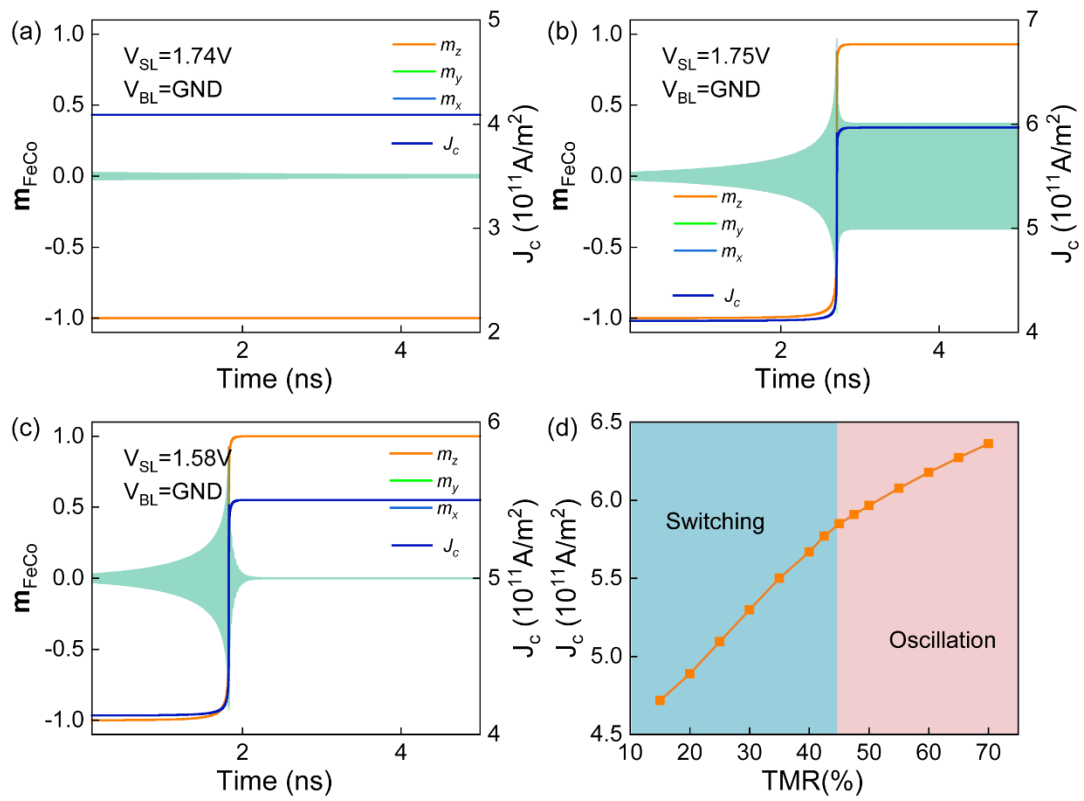 (a)
V_SL=1.74V
V_BL=GND
m_z
m_y
m_x
J_c
1.0
0.5
0.0
-0.5
-1.0
m_FeCo
5
4
3
2
J_c (10^11A/m^2)
2
4
Time (ns)
(b)
V_SL=1.75V
V_BL=GND
m_z
m_y
m_x
J_c
1.0
0.5
0.0
-0.5
-1.0
m_FeCo
7
6
5
4
J_c (10^11A/m^2)
2
4
Time (ns)
(c)
V_SL=1.58V
V_BL=GND
m_z
m_y
m_x
J_c
1.0
0.5
0.0
-0.5
-1.0
m_FeCo
6
5
4
J_c (10^11A/m^2)
2
4
Time (ns)
(d)
Switching
Oscillation
6.5
6.0
5.5
5.0
4.5
J_c (10^11A/m^2)
10 20 30 40 50 60 70
TMR(%)